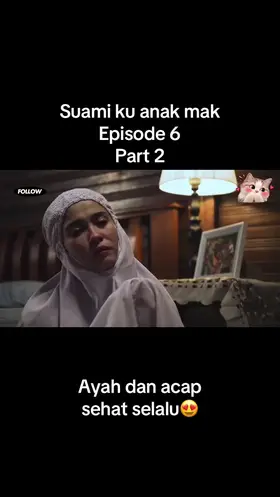 Suami ku anak mak
Episode 6
Part 2
FOLLOW
Ayah dan acap
sehat selalu😍